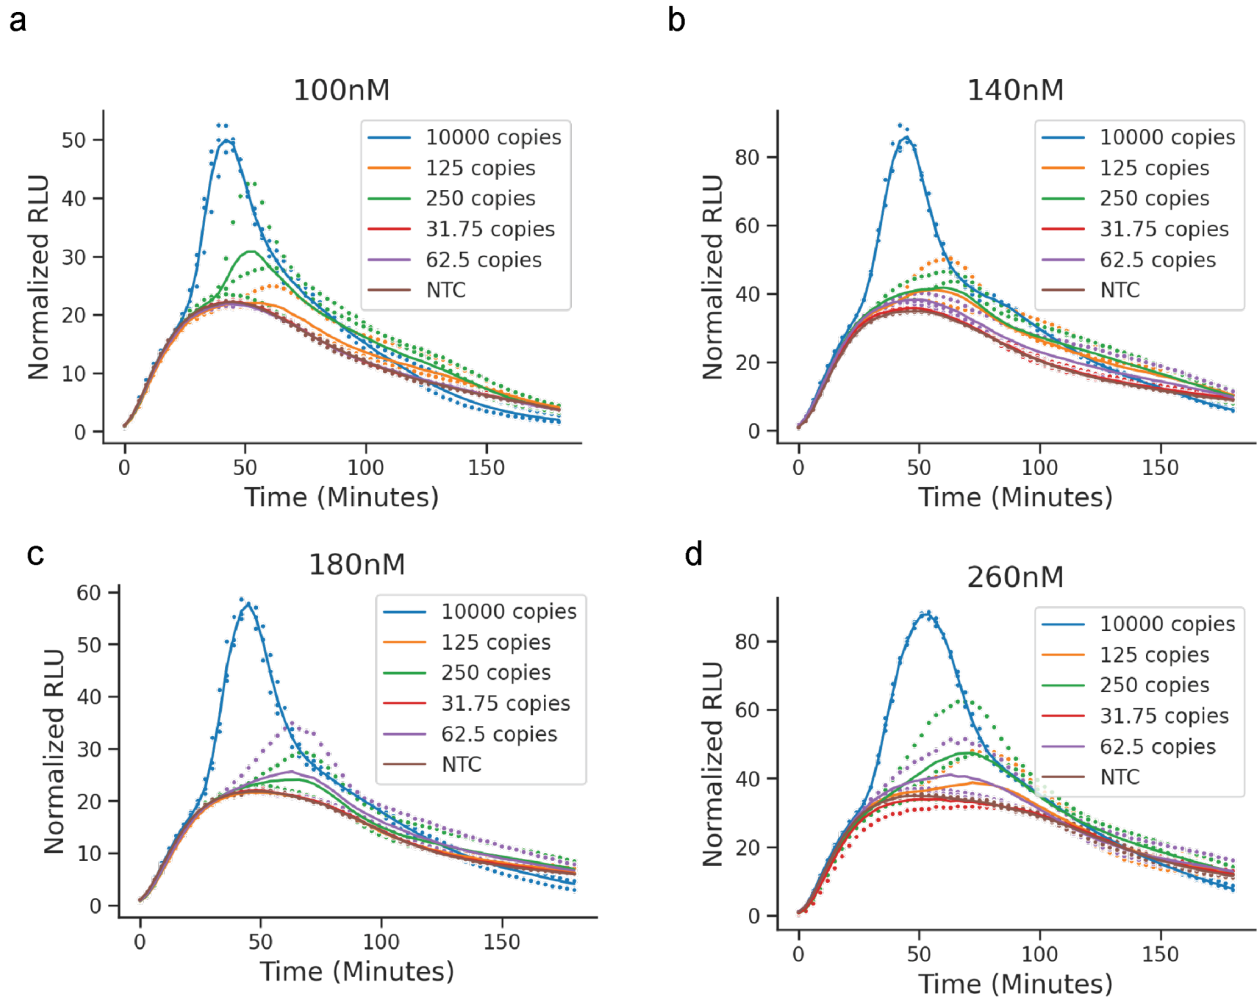 a
100nM
Normalized RLU
50
40
30
20
10
0
0 50 100 150
Time (Minutes)
10000 copies
125 copies
250 copies
31.75 copies
62.5 copies
NTC
b
140nM
Normalized RLU
80
60
40
20
0
0 50 100 150
Time (Minutes)
10000 copies
125 copies
250 copies
31.75 copies
62.5 copies
NTC
c
180nM
Normalized RLU
60
50
40
30
20
10
0
0 50 100 150
Time (Minutes)
10000 copies
125 copies
250 copies
31.75 copies
62.5 copies
NTC
d
260nM
Normalized RLU
80
60
40
20
0
0 50 100 150
Time (Minutes)
10000 copies
125 copies
250 copies
31.75 copies
62.5 copies
NTC